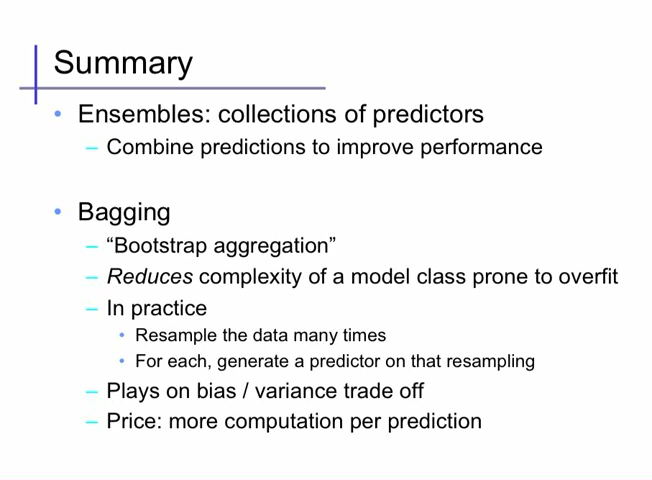 Summary
• Ensembles: collections of predictors
– Combine predictions to improve performance
• Bagging
– “Bootstrap aggregation”
– Reduces complexity of a model class prone to overfit
– In practice
• Resample the data many times
• For each, generate a predictor on that resampling
– Plays on bias / variance trade off
– Price: more computation per prediction